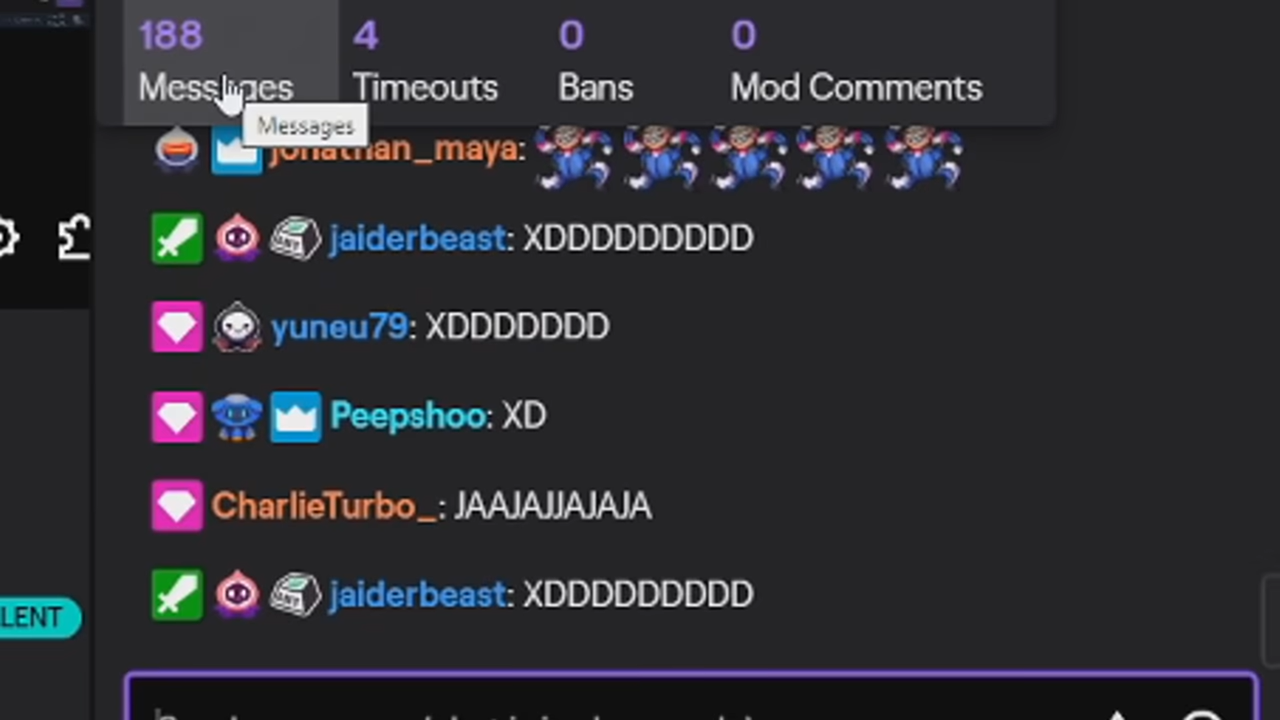 188 4 0 0
Messages Timeouts Bans Mod Comments
Messages
jonathan_maya:
jaiderbeast: XDDDDDDDDD
yuneu79: XDDDDDDD
Peepshoo: XD
CharlieTurbo_: JAAJAJJAJAJA
jaiderbeast: XDDDDDDDDD
LENT